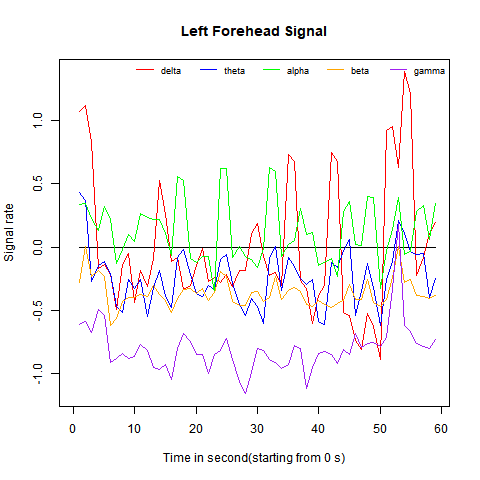 Left Forehead Signal
delta theta alpha beta gamma
Signal rate
1.0
0.5
0.0
-0.5
-1.0
0 10 20 30 40 50 60
Time in second(starting from 0 s)